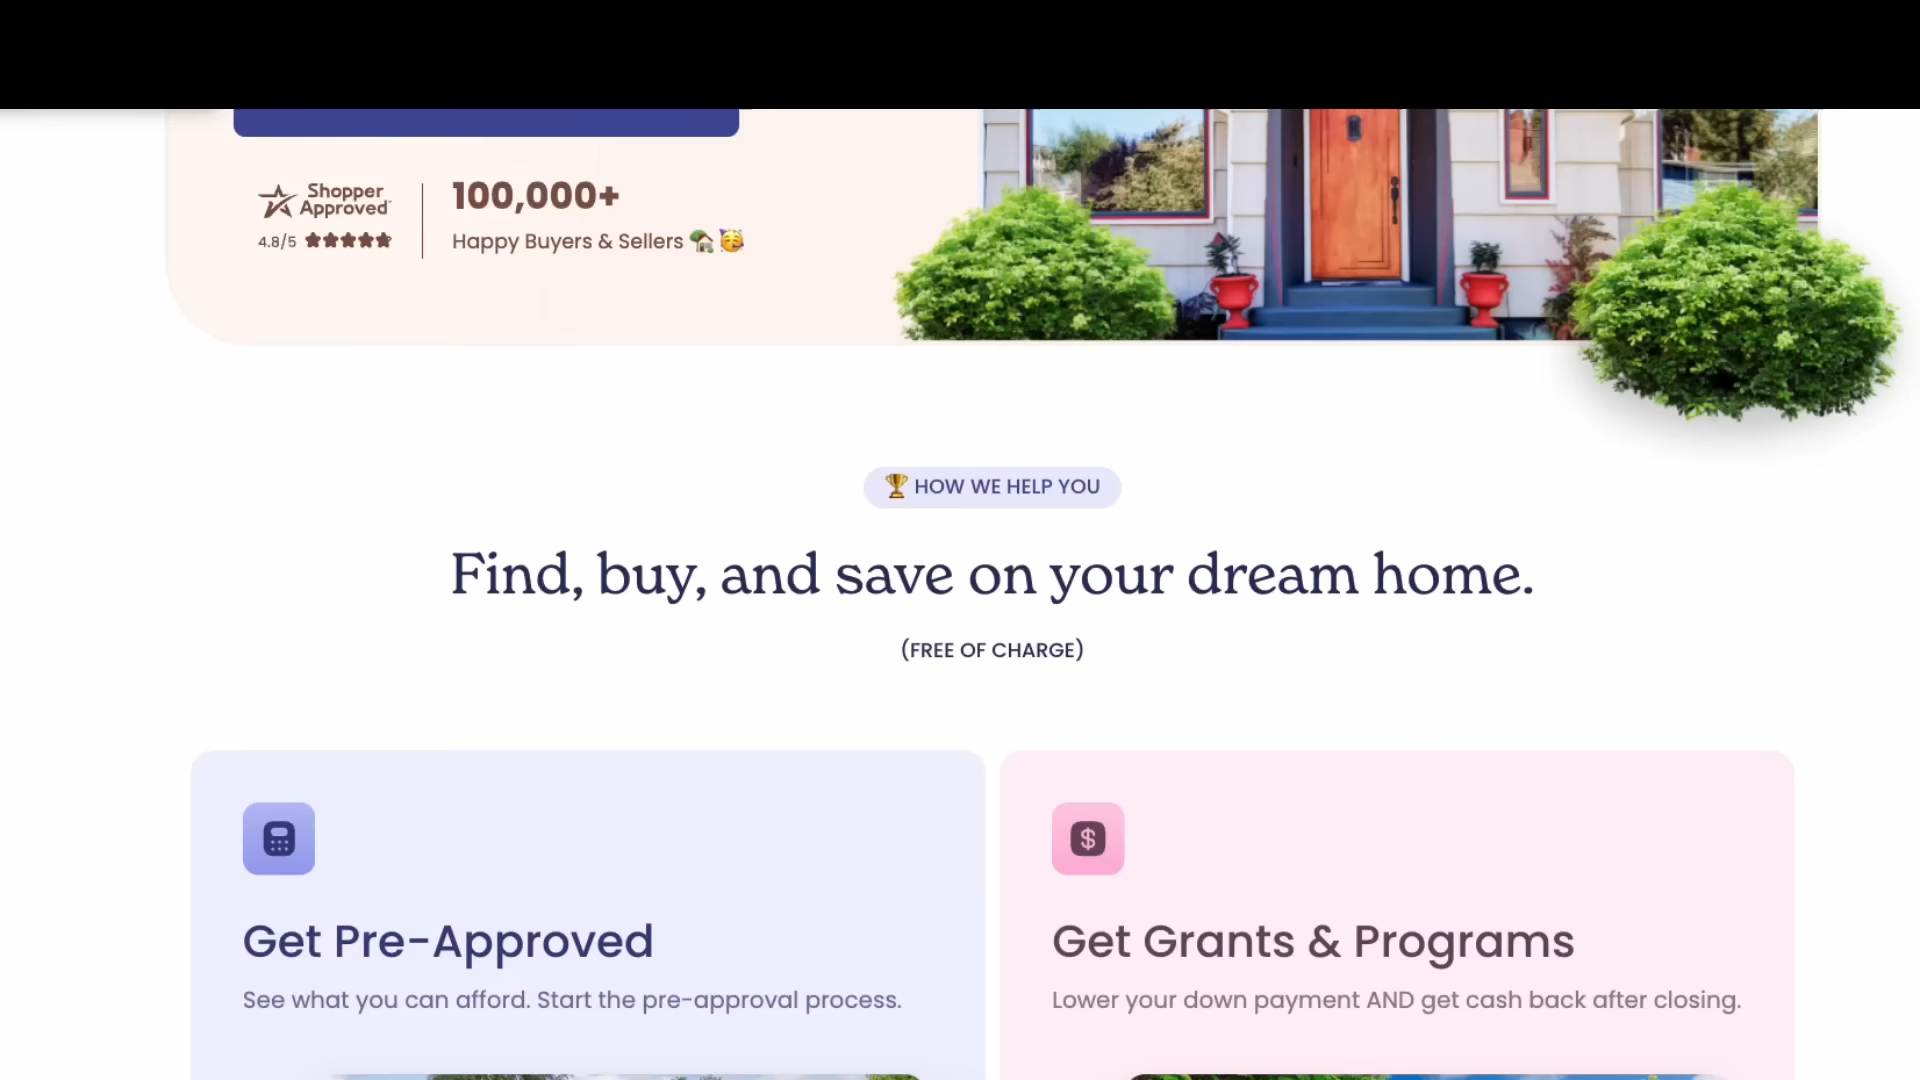 Shopper
Approved
4.8/5
100,000+
Happy Buyers & Sellers 🏡🥳
🏆 HOW WE HELP YOU
Find, buy, and save on your dream home.
(FREE OF CHARGE)
Get Pre-Approved
See what you can afford. Start the pre-approval process.
Get Grants & Programs
Lower your down payment AND get cash back after closing.